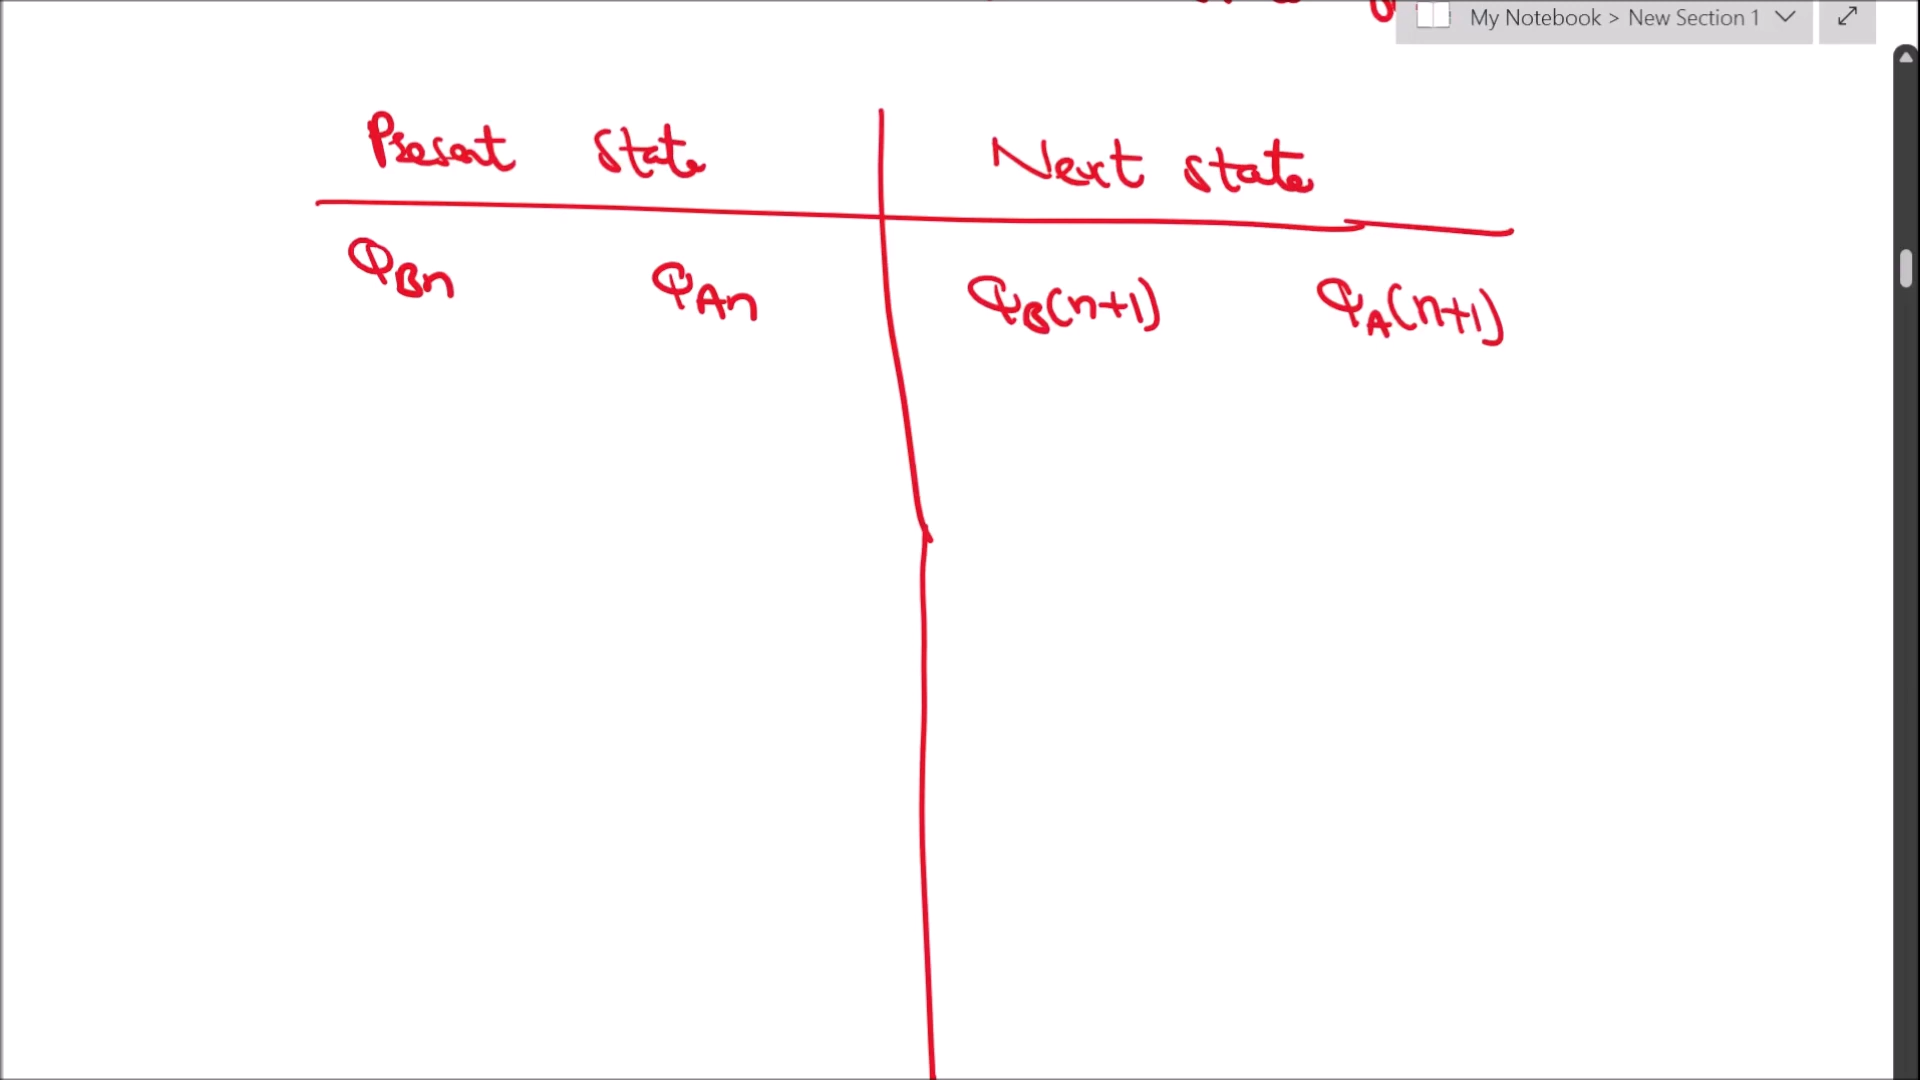 My Notebook > New Section 1
Present State Next state
QBn QAn QB(n+1) QA(n+1)